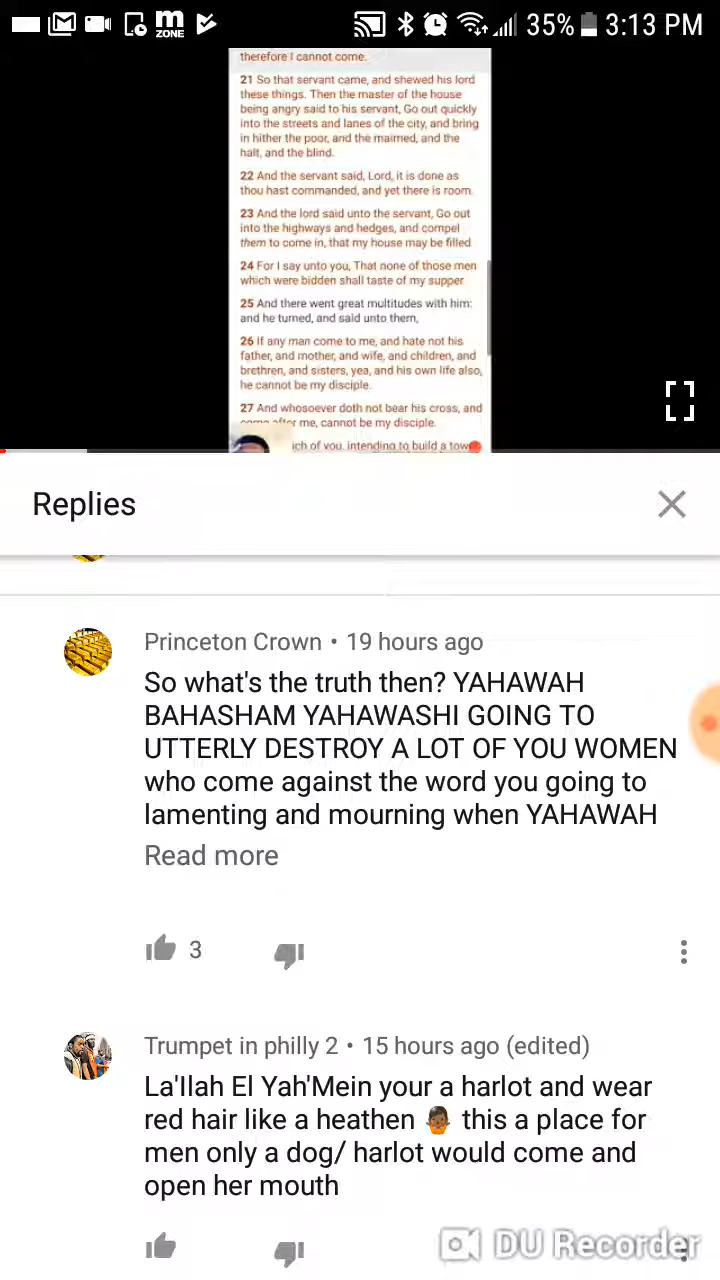 m
ZONE
35%
3:13 PM
therefore I cannot come.
21 So that servant came, and shewed his lord
these things. Then the master of the house
being angry said to his servant, Go out quickly
into the streets and lanes of the city, and bring
in hither the poor, and the maimed, and the
halt, and the blind.
22 And the servant said, Lord, it is done as
thou hast commanded, and yet there is room.
23 And the lord said unto the servant, Go out
into the highways and hedges, and compel
them to come in, that my house may be filled.
24 For I say unto you, That none of those men
which were bidden shall taste of my supper
25 And there went great multitudes with him:
and he turned, and said unto them,
26 If any man come to me, and hate not his
father, and mother, and wife, and children, and
brethren, and sisters, yea, and his own life also,
he cannot be my disciple.
27 And whosoever doth not bear his cross, and
come after me, cannot be my disciple.
ich of you, intending to build a tow
Replies
Princeton Crown • 19 hours ago
So what's the truth then? YAHAWAH
BAHASHAM YAHAWASHI GOING TO
UTTERLY DESTROY A LOT OF YOU WOMEN
who come against the word you going to
lamenting and mourning when YAHAWAH
Read more
3
Trumpet in philly 2 • 15 hours ago (edited)
La'Ilah El Yah'Mein your a harlot and wear
red hair like a heathen 🤷🏾 this a place for
men only a dog/ harlot would come and
open her mouth
DU Recorder